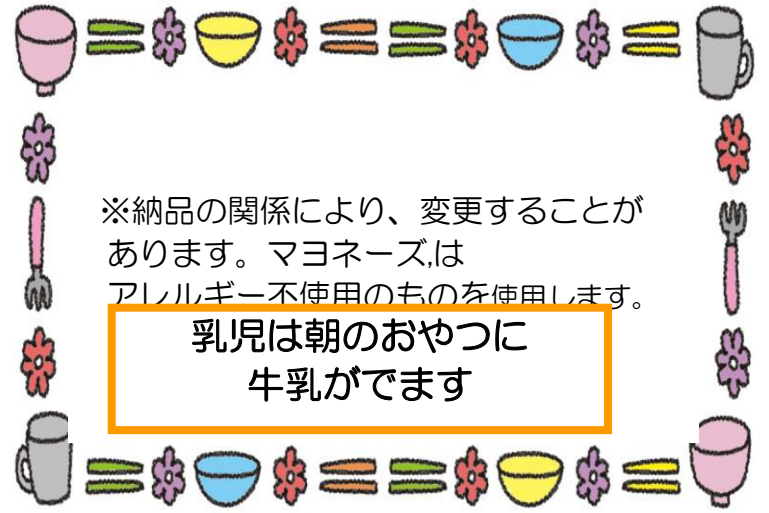 ※納品の関係により、変更することが
あります。マヨネーズ,は
アレルギー不使用のものを使用します。
乳児は朝のおやつに
牛乳がでます